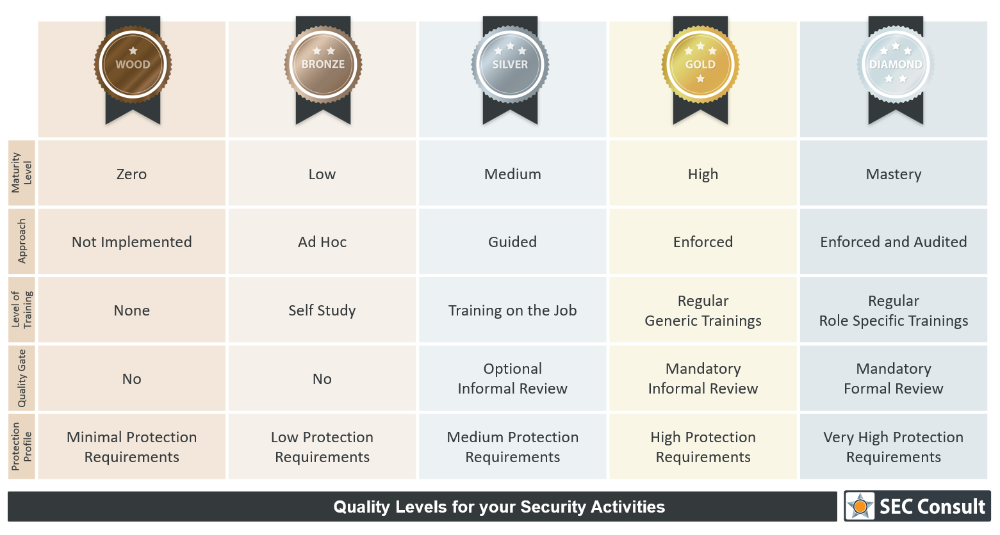 WOOD
BRONZE
SILVER
GOLD
DIAMOND
Maturity
Level
Zero
Low
Medium
High
Mastery
Approach
Not Implemented
Ad Hoc
Guided
Enforced
Enforced and Audited
Level of
Training
None
Self Study
Training on the Job
Regular
Generic Trainings
Regular
Role Specific Trainings
Quality Gate
No
No
Optional
Informal Review
Mandatory
Informal Review
Mandatory
Formal Review
Protection
Profile
Minimal Protection
Requirements
Low Protection
Requirements
Medium Protection
Requirements
High Protection
Requirements
Very High Protection
Requirements
Quality Levels for your Security Activities
SEC Consult